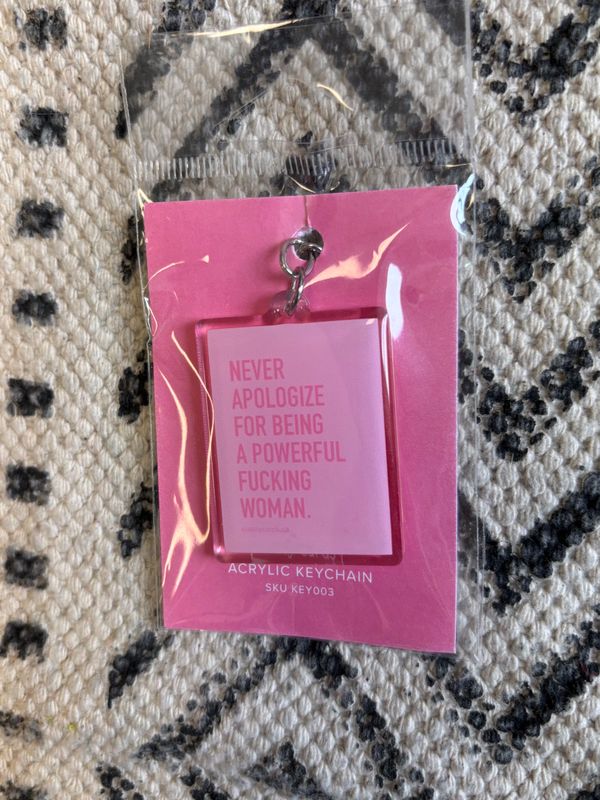 NEVER
APOLOGIZE
FOR BEING
A POWERFUL
FUCKING
WOMAN.
ACRYLIC KEYCHAIN
SKU KEY003